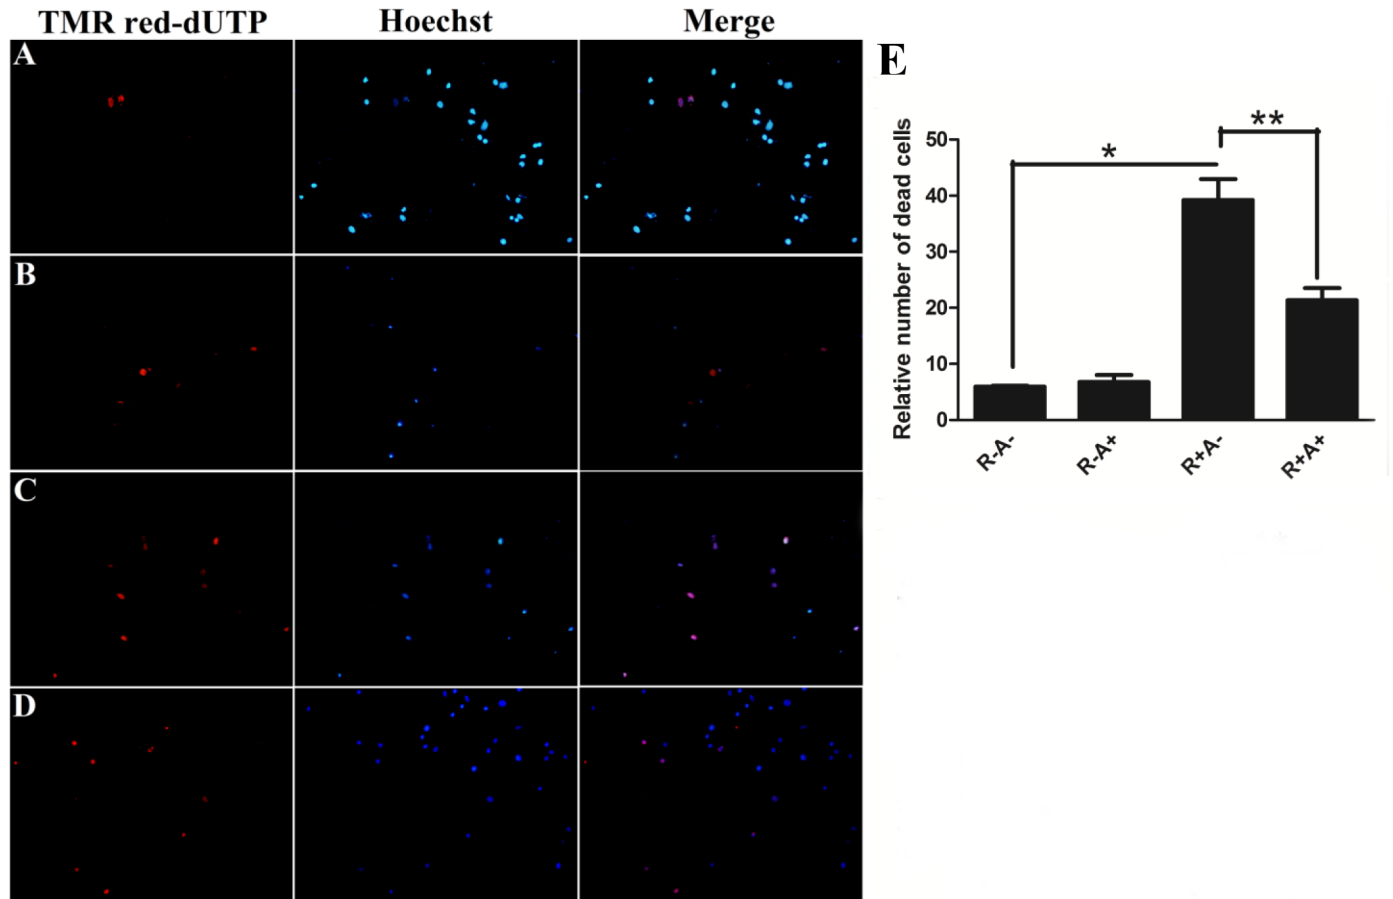 TMR red-dUTP Hoechst Merge
A
B
C
D
E
Relative number of dead cells
50
40
30
20
10
0
*
**
R-A-
R-A+
R+A-
R+A+